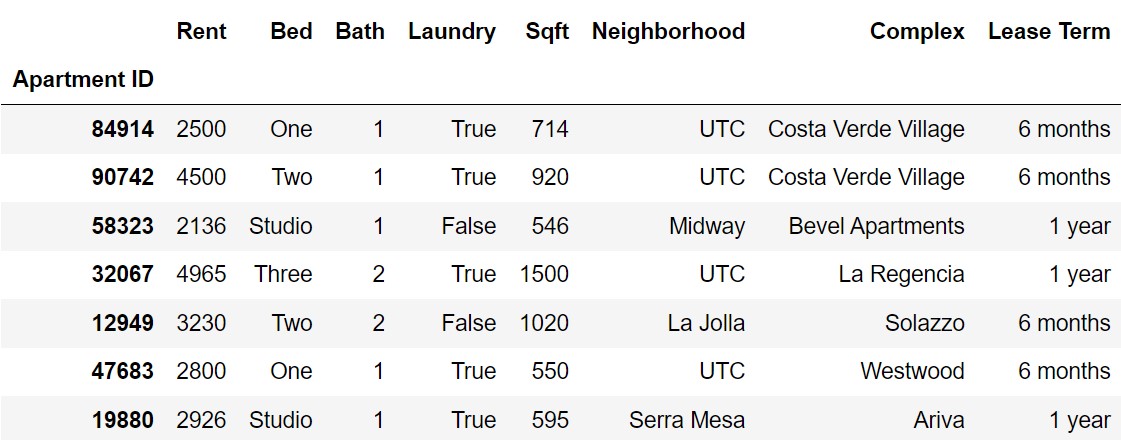 Rent Bed Bath Laundry Sqft Neighborhood Complex Lease Term
Apartment ID
84914 2500 One 1 True 714 UTC Costa Verde Village 6 months
90742 4500 Two 1 True 920 UTC Costa Verde Village 6 months
58323 2136 Studio 1 False 546 Midway Bevel Apartments 1 year
32067 4965 Three 2 True 1500 UTC La Regencia 1 year
12949 3230 Two 2 False 1020 La Jolla Solazzo 6 months
47683 2800 One 1 True 550 UTC Westwood 6 months
19880 2926 Studio 1 True 595 Serra Mesa Ariva 1 year